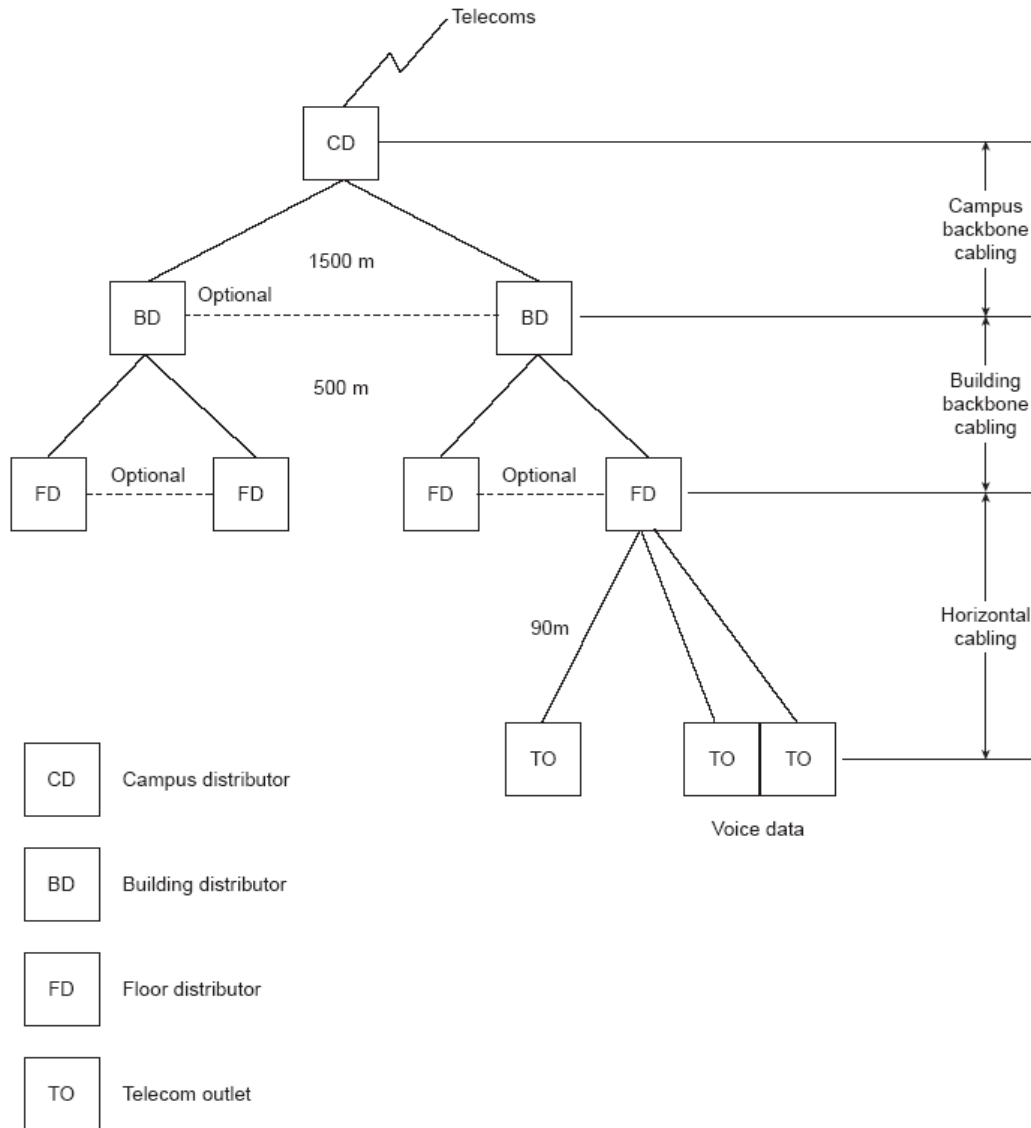 Telecoms
CD
Campus
backbone
cabling
1500 m
Optional
BD
BD
500 m
Building
backbone
cabling
Optional
Optional
FD
FD
FD
FD
90m
Horizontal
cabling
TO
TO
TO
Voice data
CD
Campus distributor
BD
Building distributor
FD
Floor distributor
TO
Telecom outlet